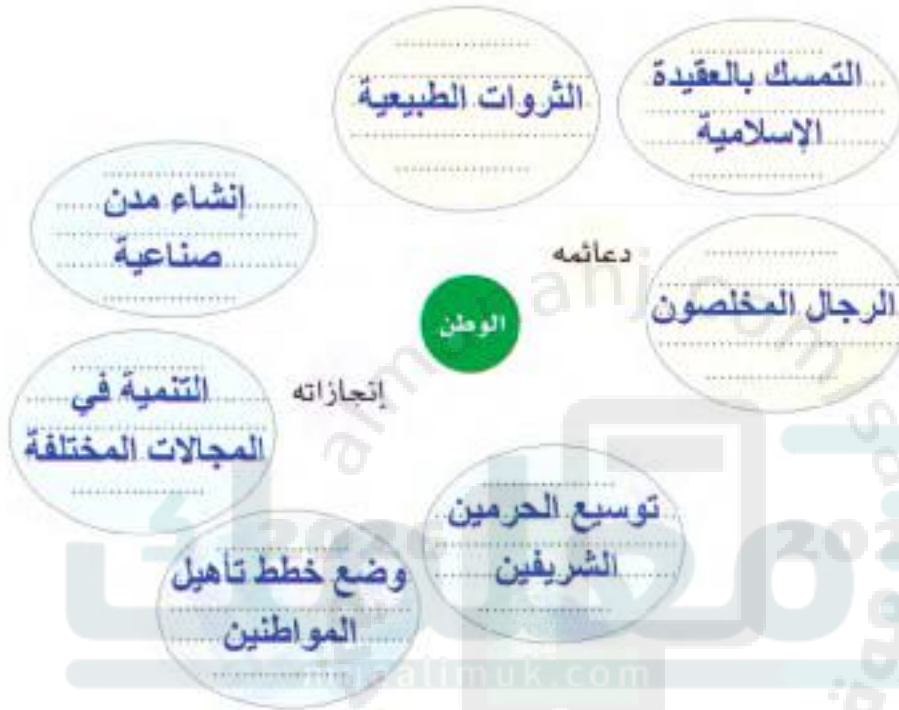 التمسك بالعقيدة
الإسلامية
الثروات الطبيعية
الرجال المخلصون
دعائمه
الوطن
إنجازاته
إنشاء مدن
صناعية
التنمية في
المجالات المختلفة
توسيع الحرمين
الشريفين
وضع خطط تأهيل
المواطنين